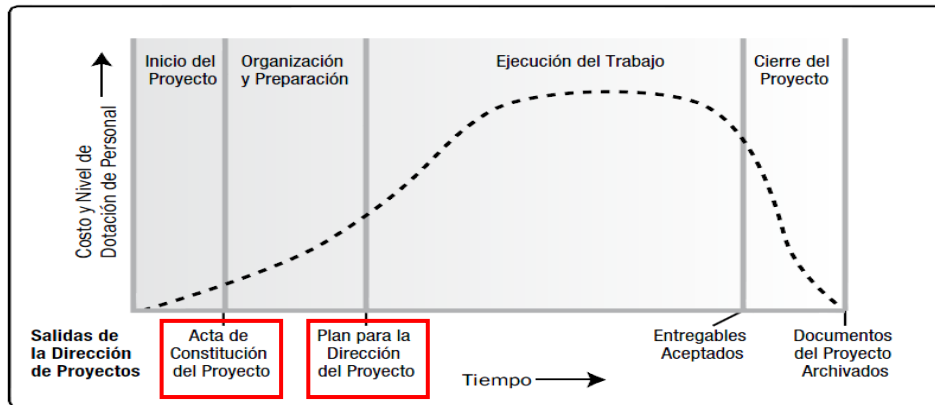 Inicio del
Proyecto
Organización
y Preparación
Ejecución del Trabajo
Cierre del
Proyecto
Costo y Nivel de
Dotación de Personal
Salidas de
la Dirección
de Proyectos
Acta de
Constitución
del Proyecto
Plan para la
Dirección
del Proyecto
Tiempo
Entregables
Aceptados
Documentos
del Proyecto
Archivados